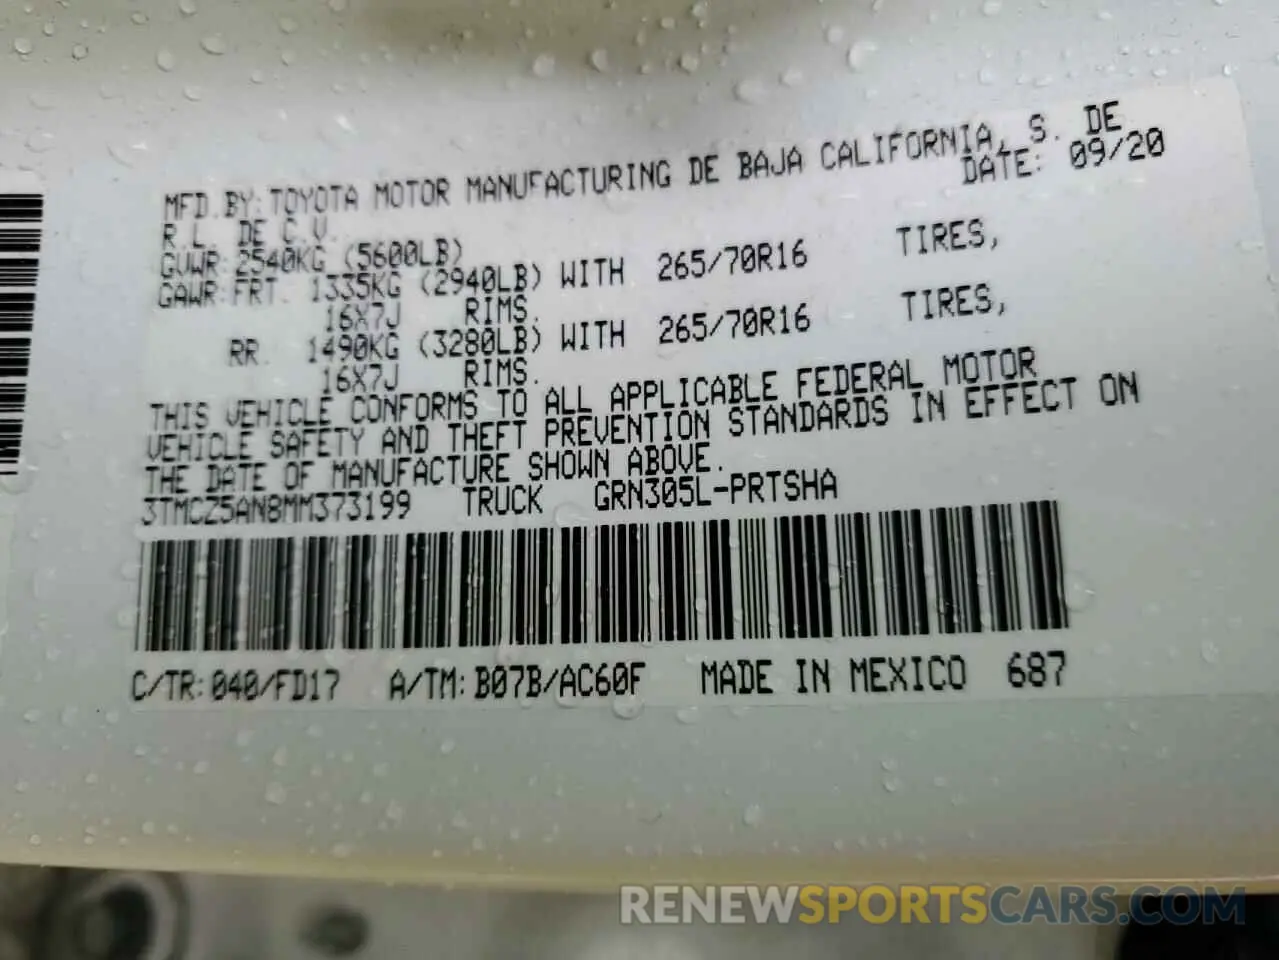 MFD.BY:TOYOTA MOTOR MANUFACTURING DE BAJA CALIFORNIA, S. DE
R.L. DE C.V. DATE: 09/20
GVWR:2540KG (5600LB)
GAWR:FRT. 1335KG (2940LB) WITH 265/70R16 TIRES,
16X7J RIMS.
RR. 1490KG (3280LB) WITH 265/70R16 TIRES,
16X7J RIMS.
THIS VEHICLE CONFORMS TO ALL APPLICABLE FEDERAL MOTOR
VEHICLE SAFETY AND THEFT PREVENTION STANDARDS IN EFFECT ON
THE DATE OF MANUFACTURE SHOWN ABOVE.
3TMCZ5AN8MM373199 TRUCK GRN305L-PRTSHA
C/TR:040/FD17 A/TM:B07B/AC60F MADE IN MEXICO 687
RENEWSPORTSCARS.COM